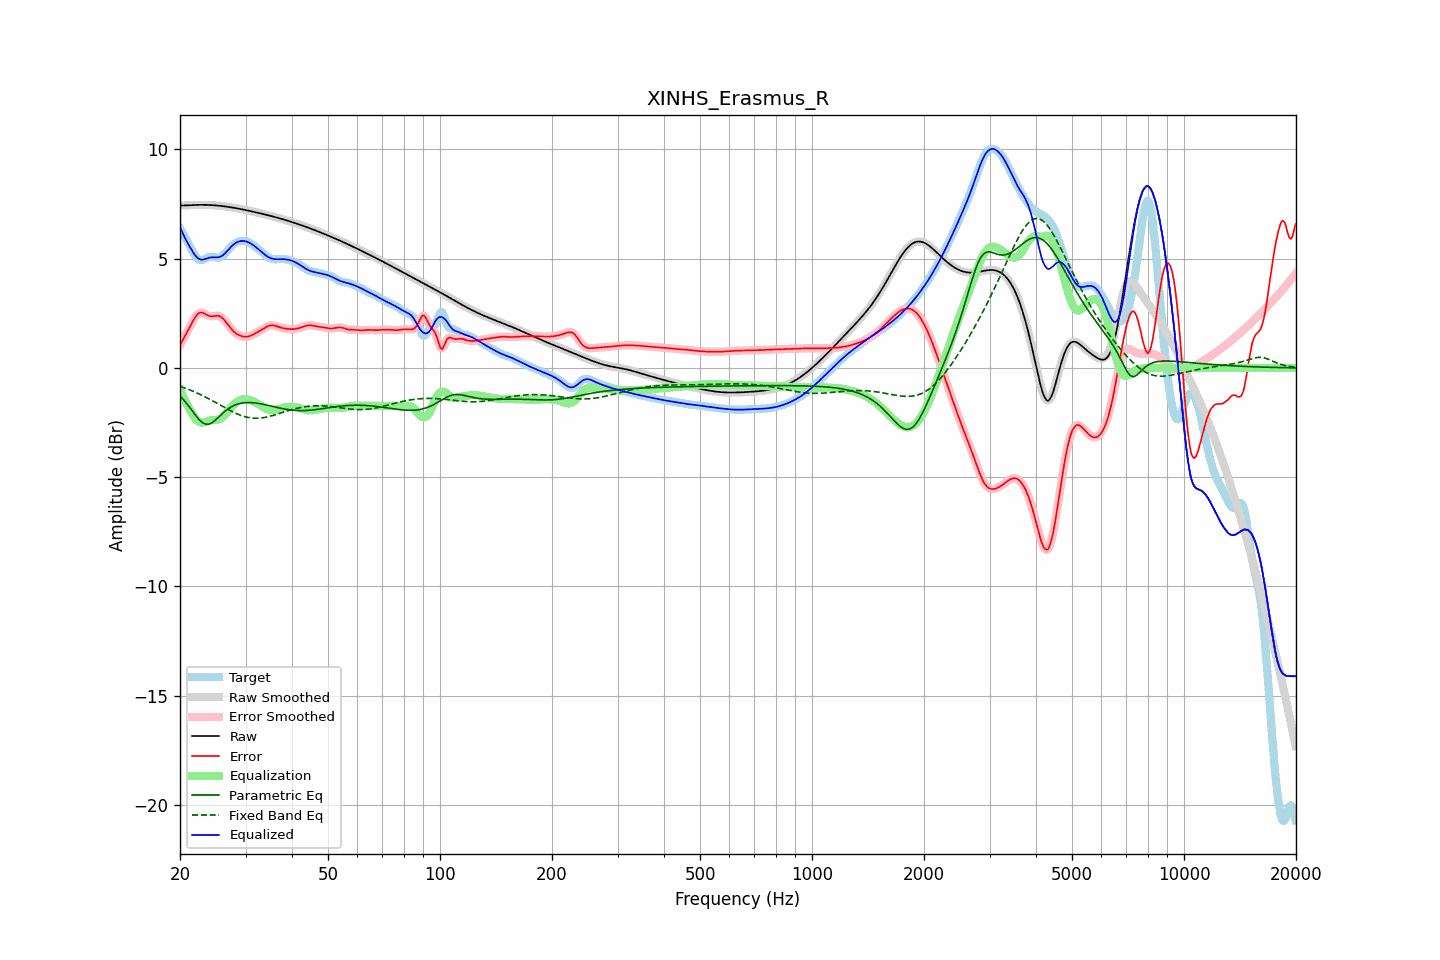 XINHS_Erasmus_R
10
5
0
−5
−10
−15
−20
Amplitude (dBr)
Target
Raw Smoothed
Error Smoothed
Raw
Error
Equalization
Parametric Eq
Fixed Band Eq
Equalized
20 50 100 200 500 1000 2000 5000 10000 20000
Frequency (Hz)